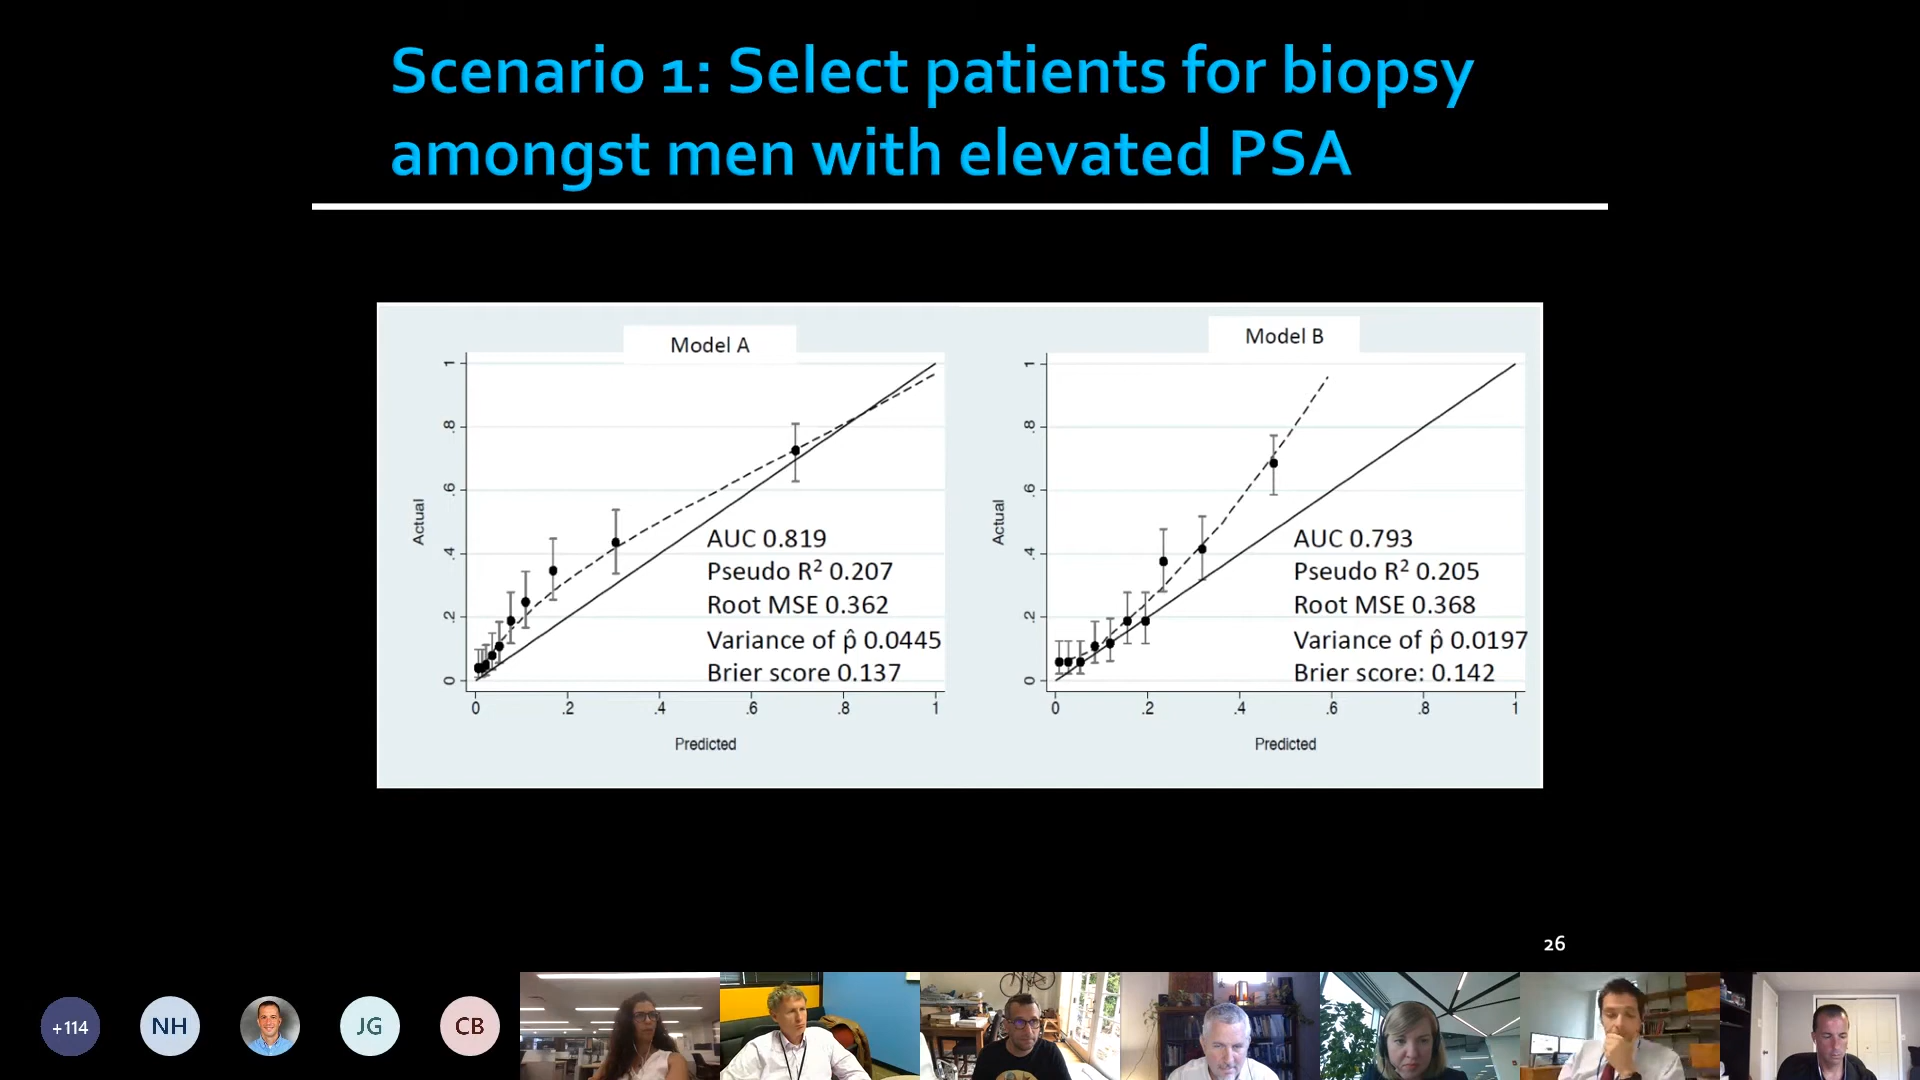 Scenario 1: Select patients for biopsy
amongst men with elevated PSA
Model A
Actual
1
.8
.6
.4
.2
0
AUC 0.819
Pseudo R² 0.207
Root MSE 0.362
Variance of p̂ 0.0445
Brier score 0.137
0 .2 .4 .6 .8 1
Predicted
Model B
Actual
1
.8
.6
.4
.2
0
AUC 0.793
Pseudo R² 0.205
Root MSE 0.368
Variance of p̂ 0.0197
Brier score: 0.142
0 .2 .4 .6 .8 1
Predicted
26
+114
NH
JG
CB